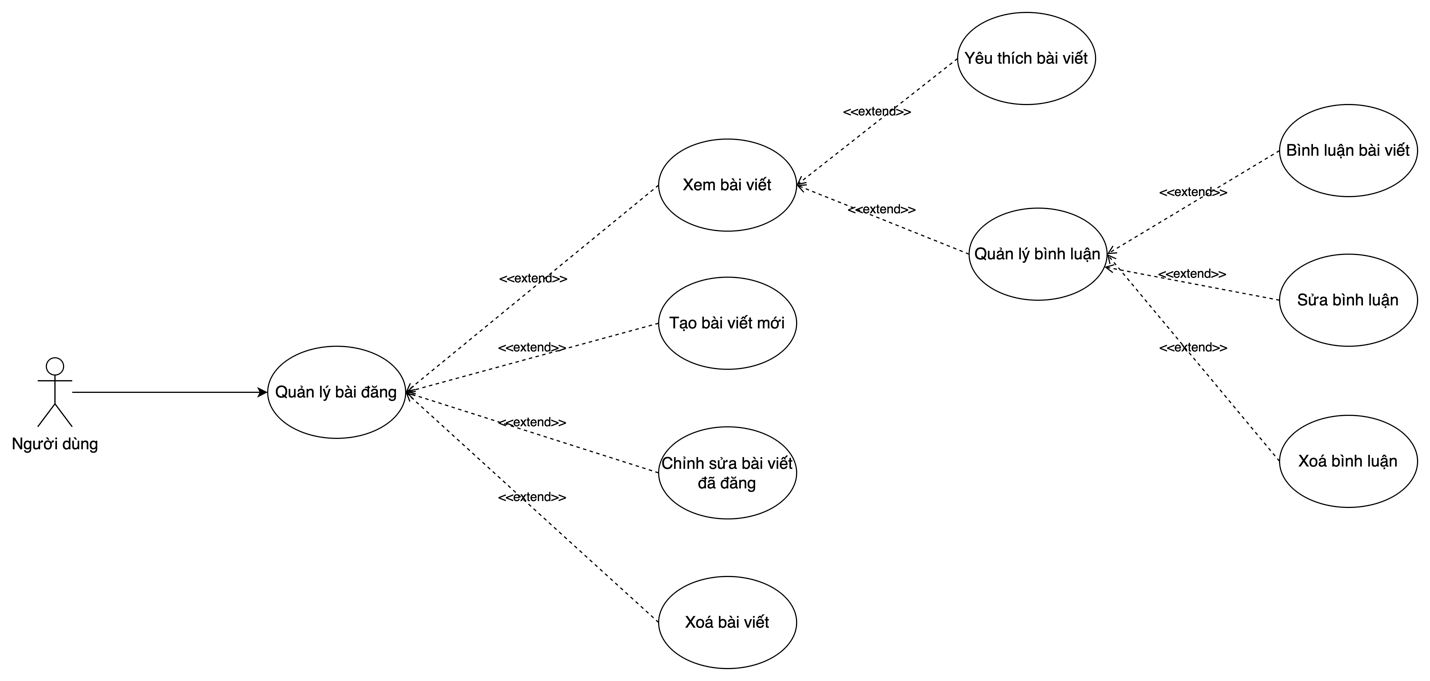 Yêu thích bài viết
<<extend>>
Bình luận bài viết
Xem bài viết
<<extend>>
<<extend>>
Quản lý bình luận
<<extend>>
<<extend>>
Sửa bình luận
Tạo bài viết mới
<<extend>>
<<extend>>
Quản lý bài đăng
<<extend>>
Người dùng
Chỉnh sửa bài viết
đã đăng
Xoá bình luận
<<extend>>
Xoá bài viết